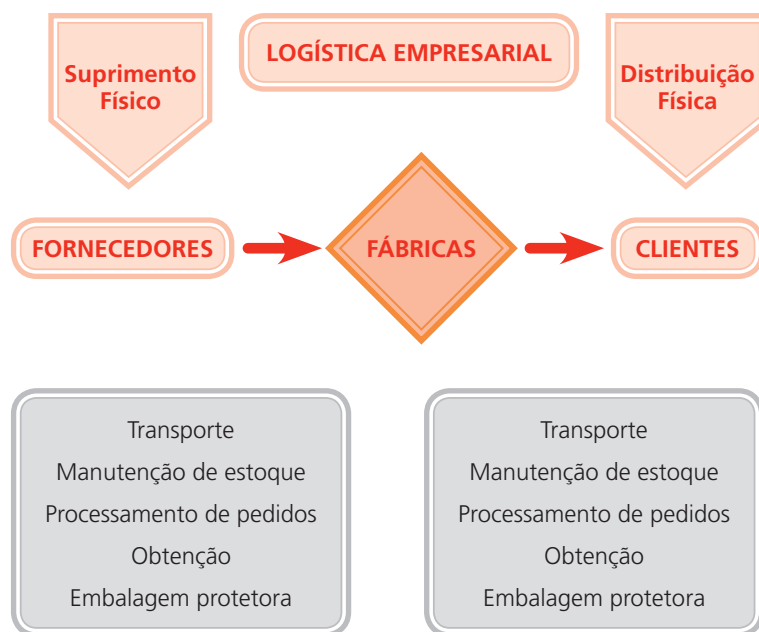 Suprimento
Físico
LOGÍSTICA EMPRESARIAL
Distribuição
Física
FORNECEDORES
FÁBRICAS
CLIENTES
Transporte
Manutenção de estoque
Processamento de pedidos
Obtenção
Embalagem protetora
Transporte
Manutenção de estoque
Processamento de pedidos
Obtenção
Embalagem protetora